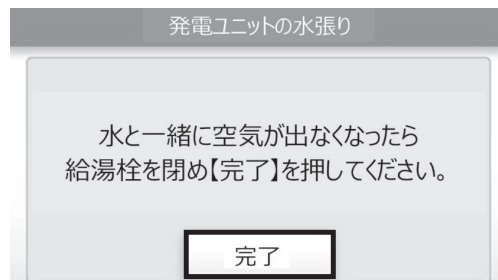 発電ユニットの水張り
水と一緒に空気が出なくなったら
給湯栓を閉め【完了】を押してください。
完了